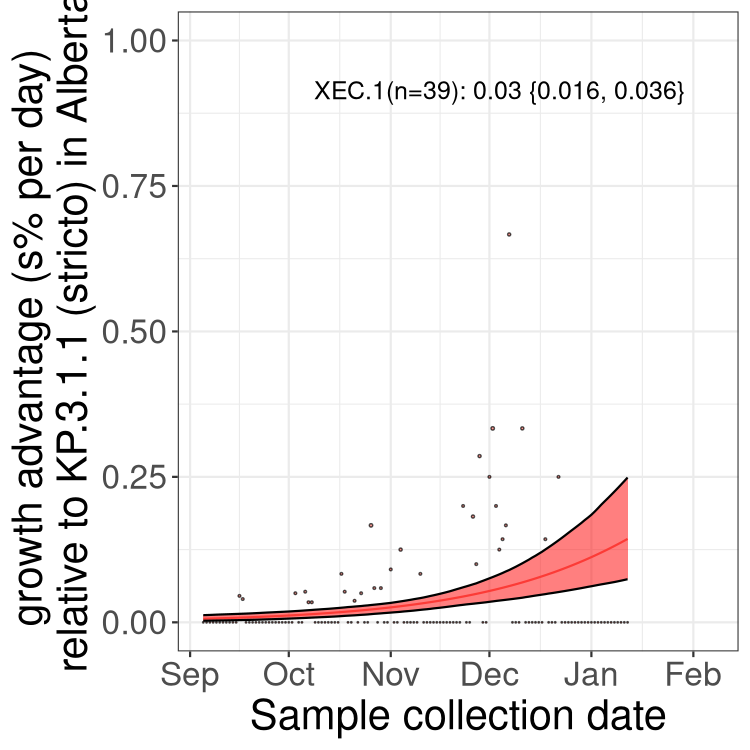 growth advantage (s% per day)
relative to KP.3.1.1 (stricto) in Alberta
1.00
0.75
0.50
0.25
0.00
XEC.1(n=39): 0.03 {0.016, 0.036}
Sep Oct Nov Dec Jan Feb
Sample collection date